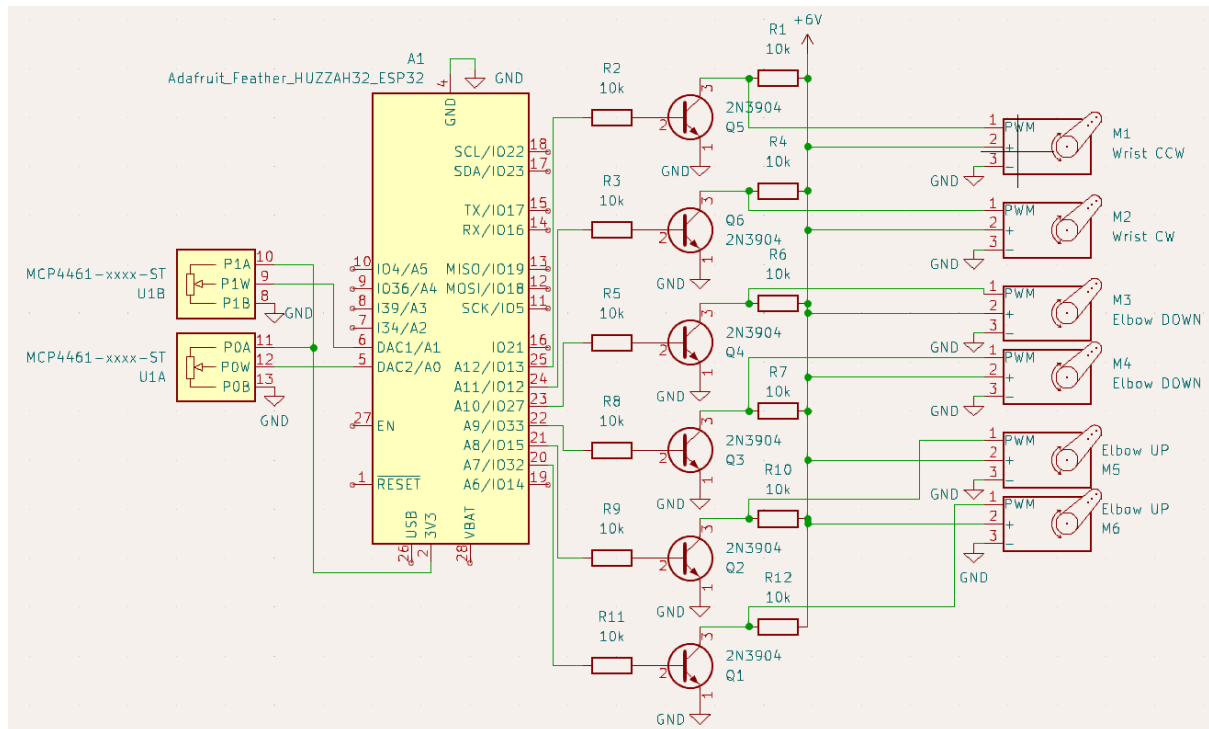 A1
Adafruit_Feather_HUZZAH32_ESP32
GND
4
GND
SCL/IO22 18
SDA/IO23 17
TX/IO17 15
RX/IO16 14
MISO/IO19 13
MOSI/IO18 12
SCK/IO5 11
IO21 16
A12/IO13 25
A11/IO12 24
A10/IO27 23
A9/IO33 22
A8/IO15 21
A7/IO32 20
A6/IO14 19
10 IO4/A5
9 IO36/A4
8 I39/A3
7 I34/A2
6 DAC1/A1
5 DAC2/A0
27 EN
1 RESET
USB
3V3
VBAT
26
2
28
MCP4461-xxxx-ST
U1B
P1A 10
P1W 9
P1B 8
GND
MCP4461-xxxx-ST
U1A
P0A 11
P0W 12
P0B 13
GND
+6V
R2
10k
R1
10k
2
3
1
2N3904
Q5
GND
R3
10k
R4
10k
2
3
1
Q6
2N3904
GND
R5
10k
R6
10k
2
3
1
2N3904
Q4
GND
R8
10k
R7
10k
2
3
1
2N3904
Q3
GND
R9
10k
R10
10k
2
3
1
2N3904
Q2
GND
R11
10k
R12
10k
2
3
1
2N3904
Q1
GND
1 PWM
2 +
3 -
GND
M1
Wrist CCW
1 PWM
2 +
3 -
GND
M2
Wrist CW
1 PWM
2 +
3 -
GND
M3
Elbow DOWN
1 PWM
2 +
3 -
GND
M4
Elbow DOWN
1 PWM
2 +
3 -
GND
Elbow UP
M5
1 PWM
2 +
3 -
GND
Elbow UP
M6